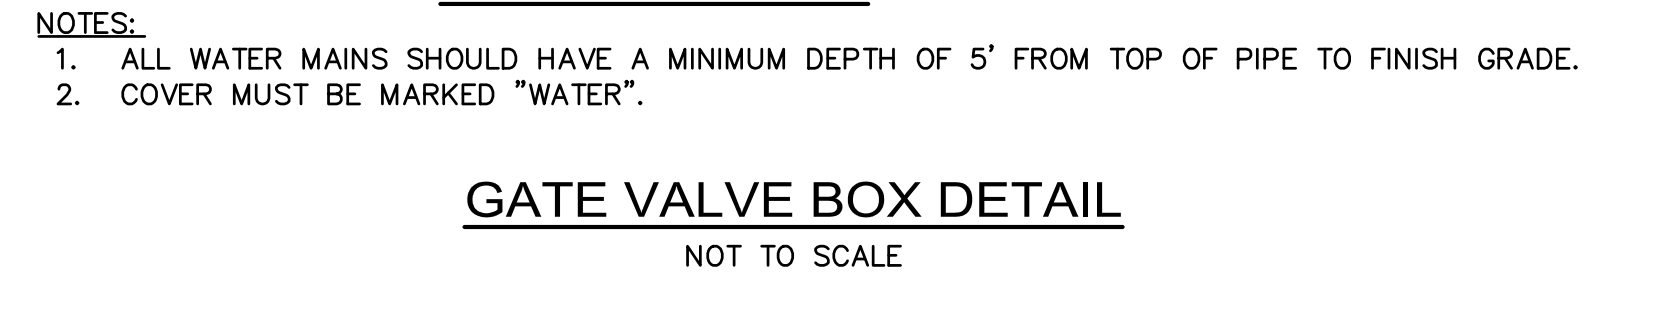 NOTES:
1. ALL WATER MAINS SHOULD HAVE A MINIMUM DEPTH OF 5' FROM TOP OF PIPE TO FINISH GRADE.
2. COVER MUST BE MARKED "WATER".
GATE VALVE BOX DETAIL
NOT TO SCALE